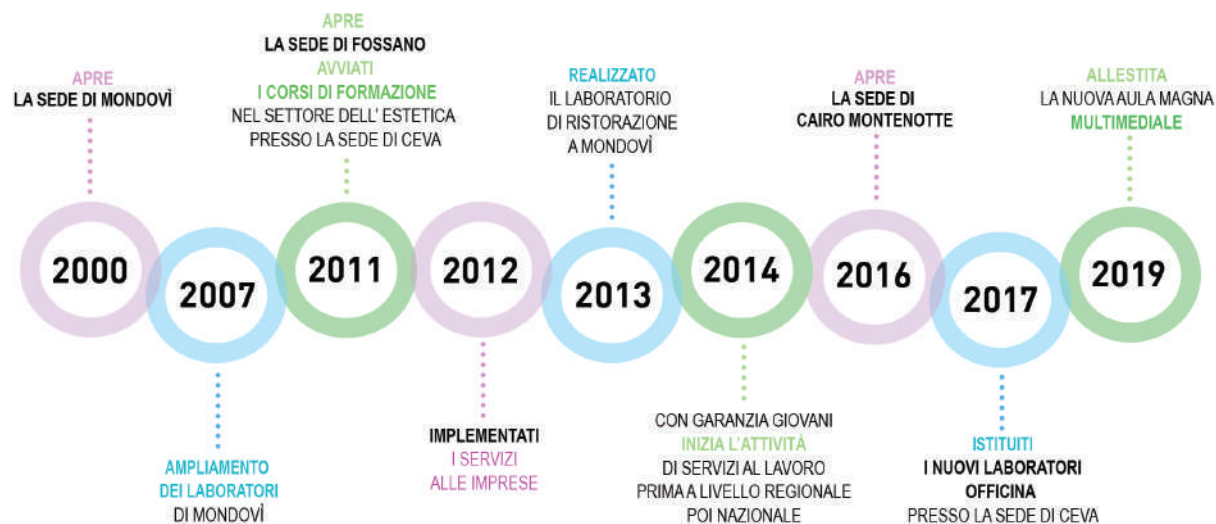 APRE
LA SEDE DI MONDOVÌ
2000
2007
AMPLIAMENTO
DEI LABORATORI
DI MONDOVÌ
APRE
LA SEDE DI FOSSANO
AVVIATI
I CORSI DI FORMAZIONE
NEL SETTORE DELL' ESTETICA
PRESSO LA SEDE DI CEVA
2011
2012
IMPLEMENTATI
I SERVIZI
ALLE IMPRESE
REALIZZATO
IL LABORATORIO
DI RISTORAZIONE
A MONDOVÌ
2013
2014
CON GARANZIA GIOVANI
INIZIA L'ATTIVITÀ
DI SERVIZI AL LAVORO
PRIMA A LIVELLO REGIONALE
POI NAZIONALE
APRE
LA SEDE DI
CAIRO MONTENOTTE
2016
2017
ISTITUITI
I NUOVI LABORATORI
OFFICINA
PRESSO LA SEDE DI CEVA
ALLESTITA
LA NUOVA AULA MAGNA
MULTIMEDIALE
2019